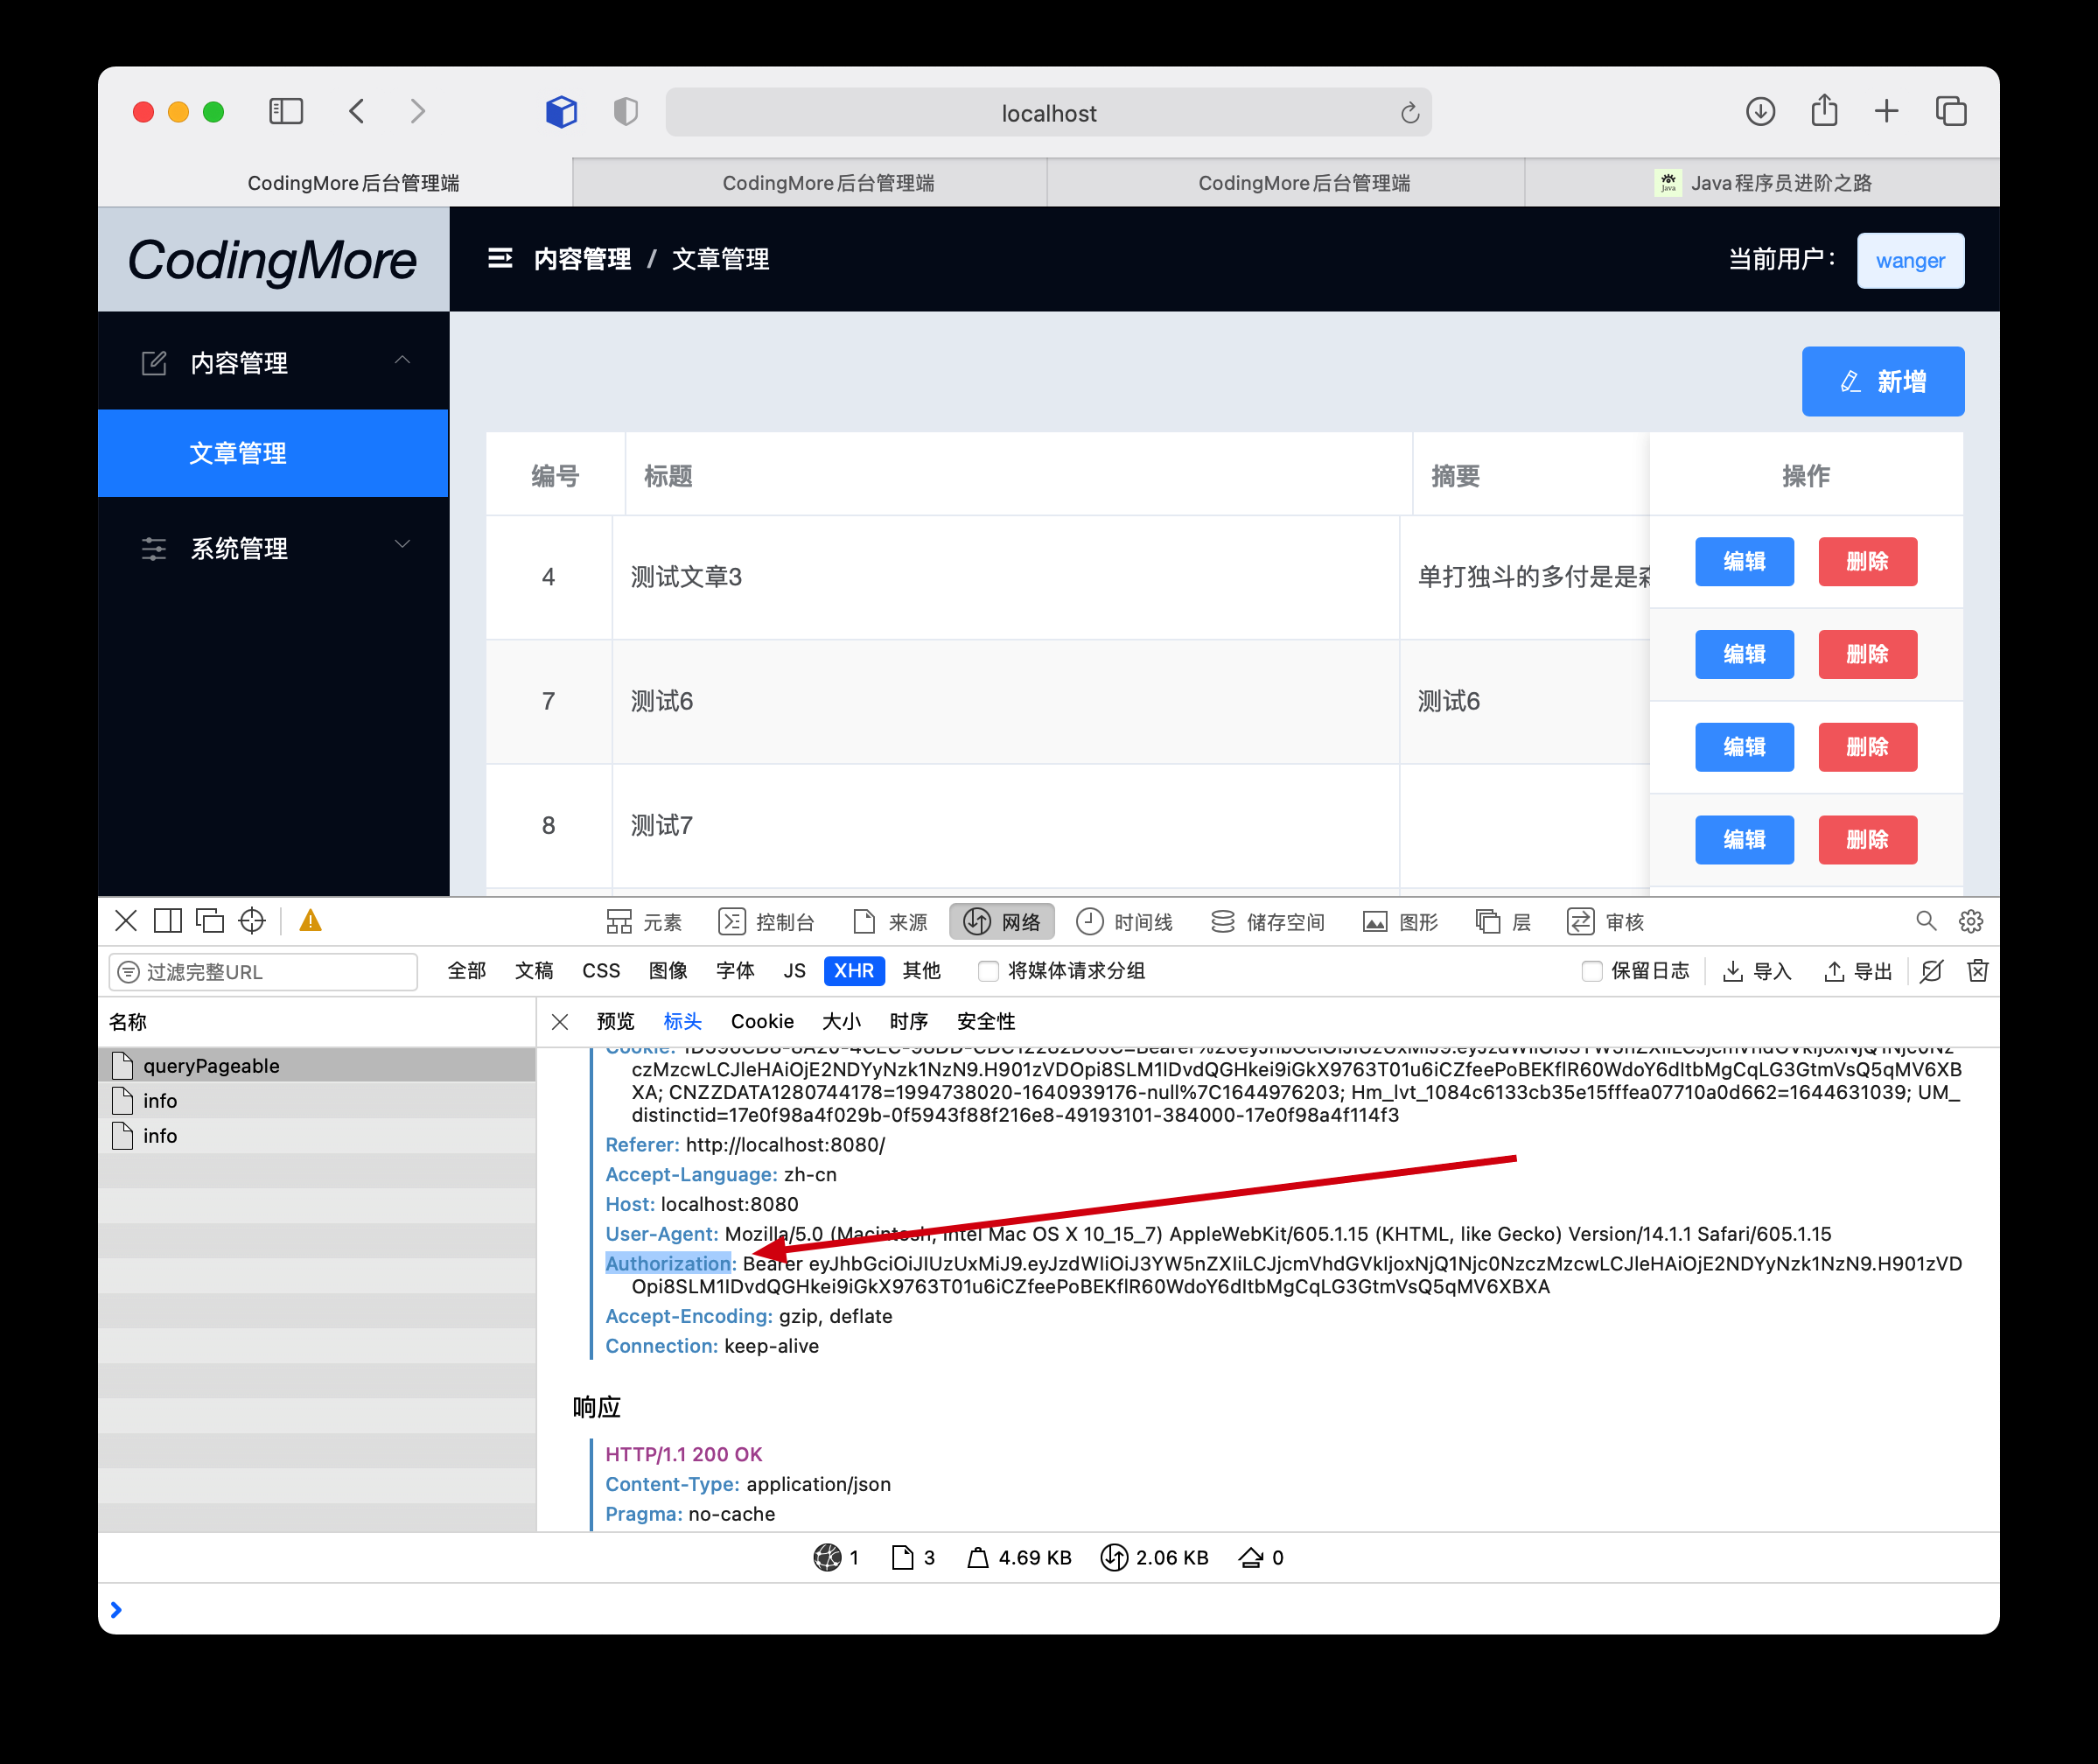 localhost
CodingMore后台管理端
CodingMore后台管理端
CodingMore后台管理端
Java程序员进阶之路
CodingMore
内容管理 / 文章管理
当前用户：
wanger
内容管理
文章管理
系统管理
新增
编号 标题 摘要 操作
4 测试文章3 单打独斗的多付是是 编辑 删除
7 测试6 测试6 编辑 删除
编辑 删除
8 测试7 编辑 删除
元素 控制台 来源 网络 时间线 储存空间 图形 层 审核
过滤完整URL 全部 文稿 CSS 图像 字体 JS XHR 其他 将媒体请求分组 保留日志 导入 导出
名称
预览 标头 Cookie 大小 时序 安全性
queryPageable
info
info
czMzcwLCJleHAiOjE2NDYyNzk1NzN9.H901zVDOpi8SLM1IDvdQGHkei9iGkX9763T01u6iCZfeePoBEKflR60WdoY6dItbMgCqLG3GtmVsQ5qMV6XB
XA; CNZZDATA1280744178=1994738020-1640939176-null%7C1644976203; Hm_lvt_1084c6133cb35e15fffea07710a0d662=1644631039; UM_
distinctid=17e0f98a4f029b-0f5943f88f216e8-49193101-384000-17e0f98a4f114f3
Referer: http://localhost:8080/
Accept-Language: zh-cn
Host: localhost:8080
User-Agent: Mozilla/5.0 (Macintosh; Intel Mac OS X 10_15_7) AppleWebKit/605.1.15 (KHTML, like Gecko) Version/14.1.1 Safari/605.1.15
Authorization: Bearer eyJhbGciOiJIUzUxMiJ9.eyJzdWIiOiJ3YW5nZXIiLCJjcmVhdGVkIjoxNjQ1Njc0NzczMzcwLCJleHAiOjE2NDYyNzk1NzN9.H901zVD
Opi8SLM1IDvdQGHkei9iGkX9763T01u6iCZfeePoBEKflR60WdoY6dItbMgCqLG3GtmVsQ5qMV6XBXA
Accept-Encoding: gzip, deflate
Connection: keep-alive
响应
HTTP/1.1 200 OK
Content-Type: application/json
Pragma: no-cache
1 3 4.69 KB 2.06 KB 0